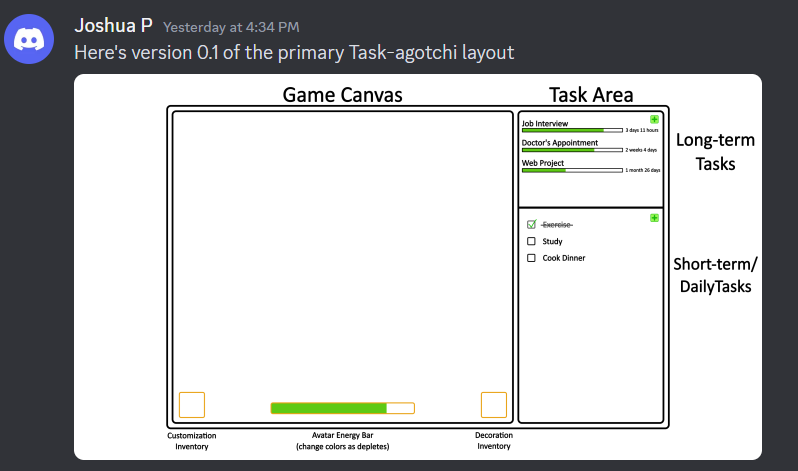 Joshua P Yesterday at 4:34 PM
Here's version 0.1 of the primary Task-agotchi layout
Game Canvas
Task Area
Job Interview
3 days 11 hours
Doctor's Appointment
2 weeks 4 days
Web Project
1 month 26 days
Long-term
Tasks
Exercise
Study
Cook Dinner
Short-term/
DailyTasks
Customization
Inventory
Avatar Energy Bar
(change colors as depletes)
Decoration
Inventory